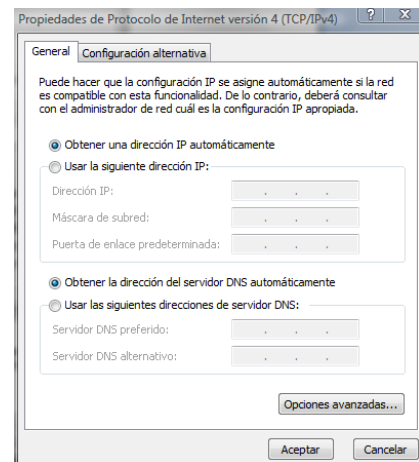 Propiedades de Protocolo de Internet versión 4 (TCP/IPv4)
General
Configuración alternativa
Puede hacer que la configuración IP se asigne automáticamente si la red
es compatible con esta funcionalidad. De lo contrario, deberá consultar
con el administrador de red cuál es la configuración IP apropiada.
Obtener una dirección IP automáticamente
Usar la siguiente dirección IP:
Dirección IP:
Máscara de subred:
Puerta de enlace predeterminada:
Obtener la dirección del servidor DNS automáticamente
Usar las siguientes direcciones de servidor DNS:
Servidor DNS preferido:
Servidor DNS alternativo:
Opciones avanzadas...
Aceptar
Cancelar